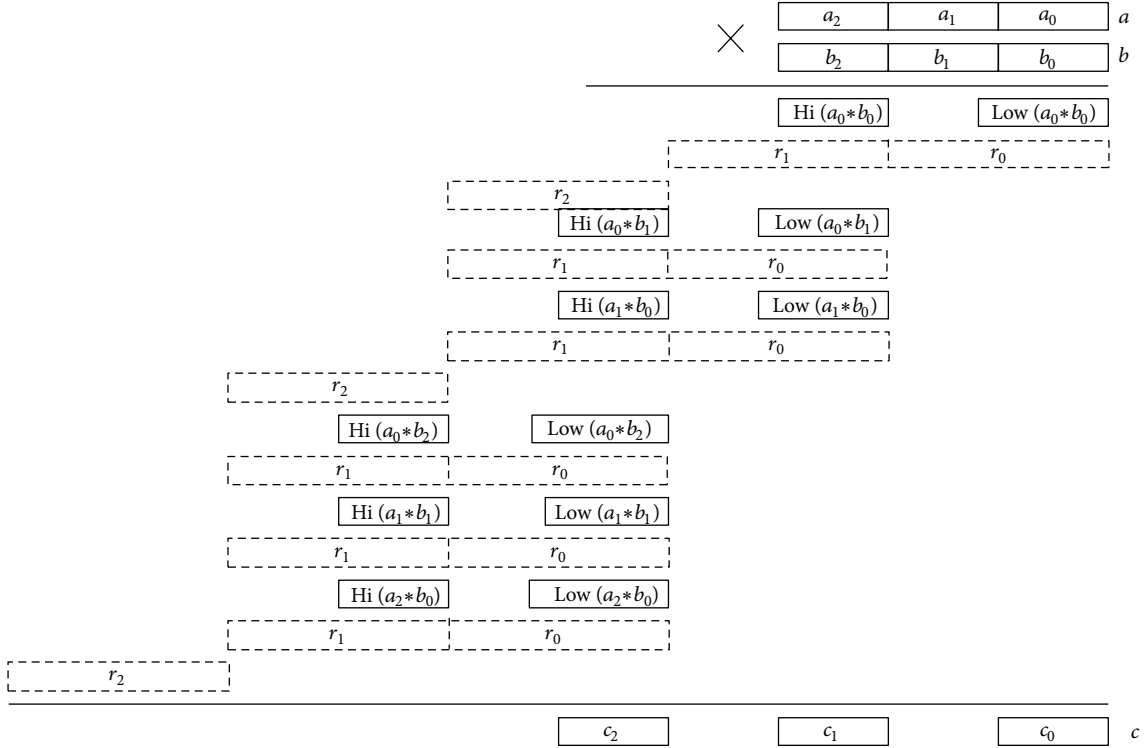 a₂ a₁ a₀ a
× b₂ b₁ b₀ b
Hi (a₀∗b₀) Low (a₀∗b₀)
r₁ r₀
r₂
Hi (a₀∗b₁) Low (a₀∗b₁)
r₁ r₀
Hi (a₁∗b₀) Low (a₁∗b₀)
r₁ r₀
r₂
Hi (a₀∗b₂) Low (a₀∗b₂)
r₁ r₀
Hi (a₁∗b₁) Low (a₁∗b₁)
r₁ r₀
Hi (a₂∗b₀) Low (a₂∗b₀)
r₁ r₀
r₂
c₂ c₁ c₀ c